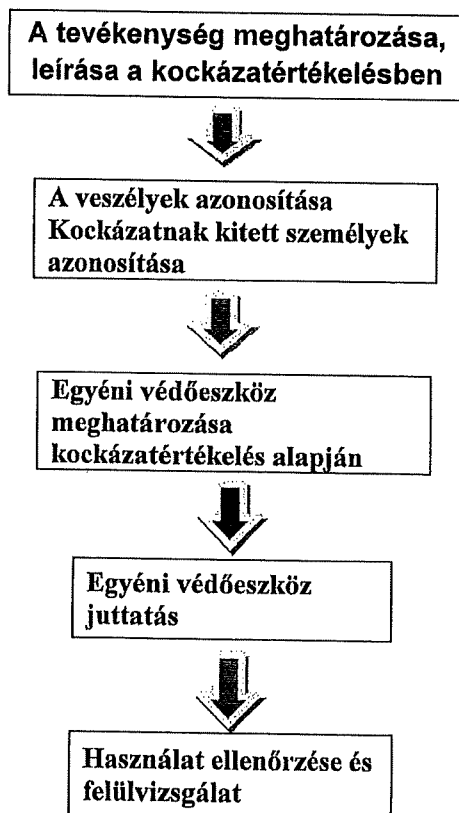 A tevékenység meghatározása,
leírása a kockázatértékelésben
A veszélyek azonosítása
Kockázatnak kitett személyek
azonosítása
Egyéni védőeszköz
meghatározása
kockázatértékelés alapján
Egyéni védőeszköz
juttatás
Használat ellenőrzése és
felülvizsgálat